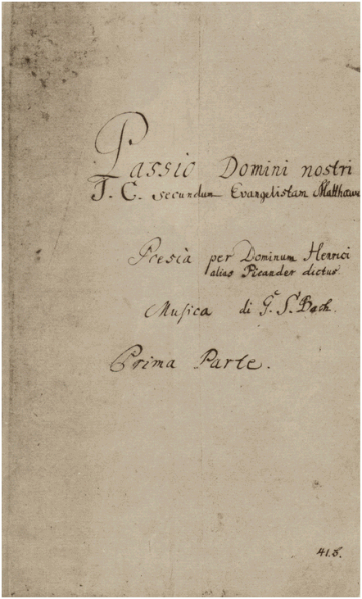 Passio Domini nostri
J. C. secundum Evangelistam Matthaeum
Poesia per Dominum Henrici
alias Picander dictus
Musica di G. S. Bach.
Prima Parte.
41.5.